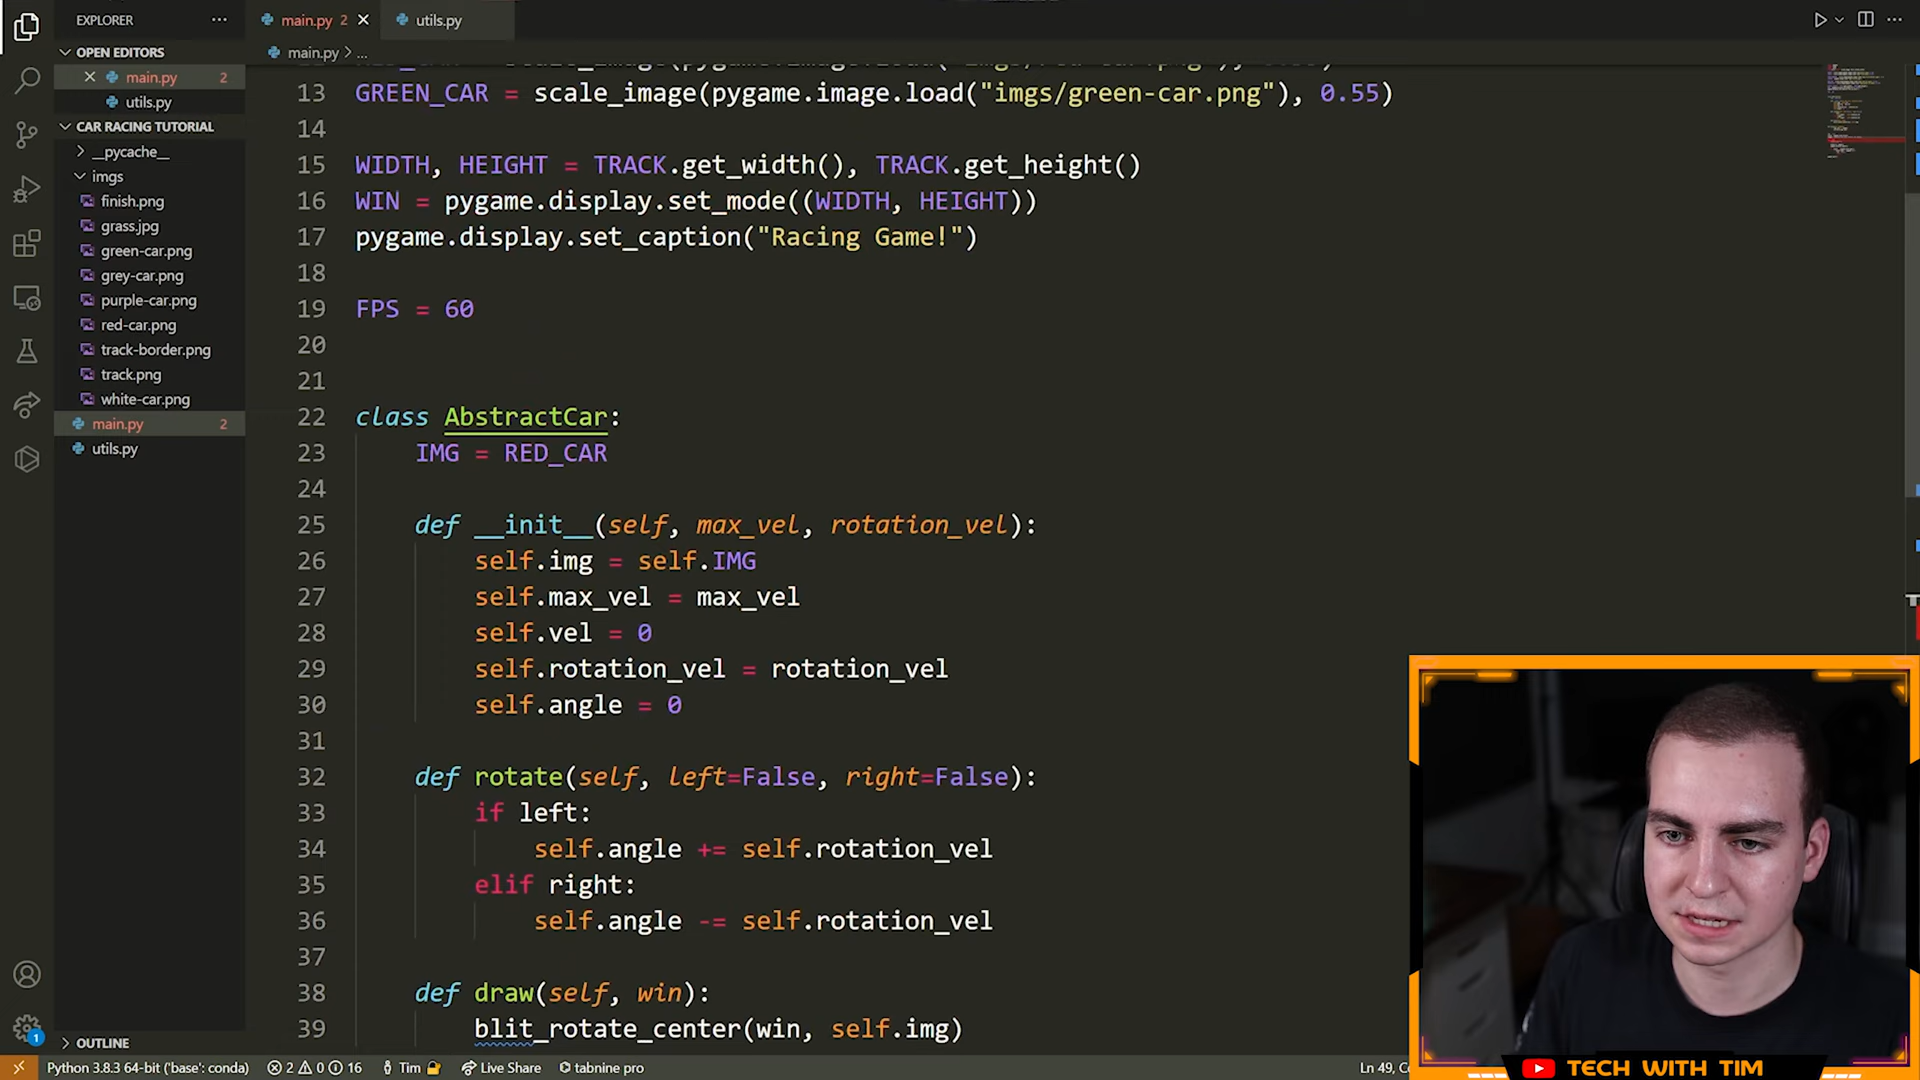 EXPLORER
OPEN EDITORS
main.py 2
utils.py
CAR RACING TUTORIAL
__pycache__
imgs
finish.png
grass.jpg
green-car.png
grey-car.png
purple-car.png
red-car.png
track-border.png
track.png
white-car.png
main.py 2
utils.py
OUTLINE
main.py 2
utils.py
main.py > ...
13 GREEN_CAR = scale_image(pygame.image.load("imgs/green-car.png"), 0.55)
14
15 WIDTH, HEIGHT = TRACK.get_width(), TRACK.get_height()
16 WIN = pygame.display.set_mode((WIDTH, HEIGHT))
17 pygame.display.set_caption("Racing Game!")
18
19 FPS = 60
20
21
22 class AbstractCar:
23     IMG = RED_CAR
24
25     def __init__(self, max_vel, rotation_vel):
26         self.img = self.IMG
27         self.max_vel = max_vel
28         self.vel = 0
29         self.rotation_vel = rotation_vel
30         self.angle = 0
31
32     def rotate(self, left=False, right=False):
33         if left:
34             self.angle += self.rotation_vel
35         elif right:
36             self.angle -= self.rotation_vel
37
38     def draw(self, win):
39         blit_rotate_center(win, self.img)
1
Python 3.8.3 64-bit ('base': conda) 2 0 16 Tim Live Share tabnine pro
Ln 49,
TECH WITH TIM